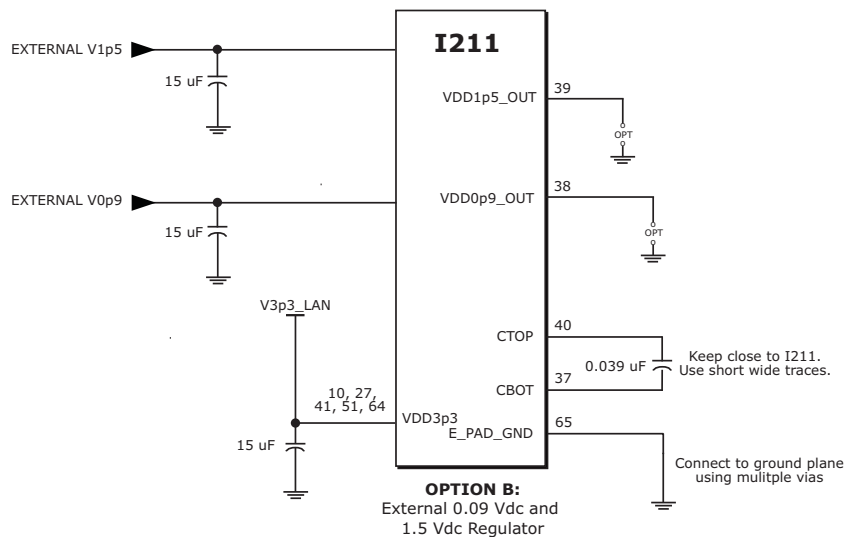 I211
EXTERNAL V1p5
15 uF
VDD1p5_OUT
39
OPT
EXTERNAL V0p9
15 uF
VDD0p9_OUT
38
OPT
V3p3_LAN
10, 27,
41, 51, 64
VDD3p3
15 uF
CTOP
40
0.039 uF
Keep close to I211.
Use short wide traces.
CBOT
37
E_PAD_GND
65
Connect to ground plane
using mulitple vias
OPTION B:
External 0.09 Vdc and
1.5 Vdc Regulator